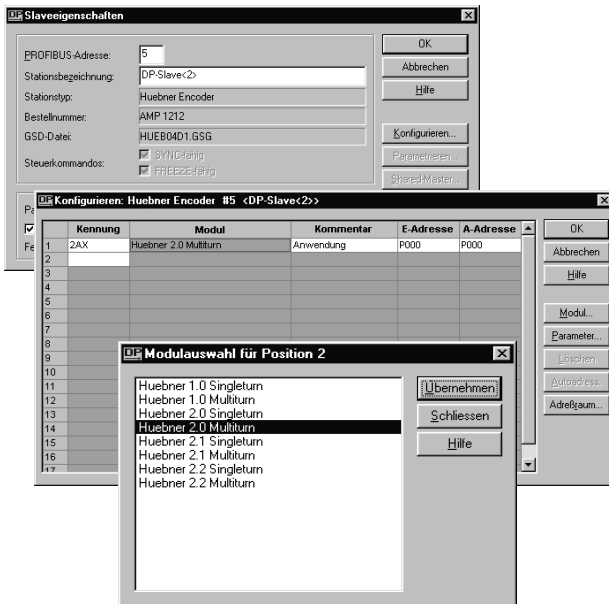 Slaveeigenschaften
PROFIBUS-Adresse: 5
Stationsbezeichnung: DP-Slave<2>
Stationstyp: Huebner Encoder
Bestellnummer: AMP 1212
GSD-Datei: HUEB04D1.GSG
Steuerkommandos: SYNC-fähig
FREEZE-fähig
OK
Abbrechen
Hilfe
Konfigurieren...
Parametrieren...
Shared-Master...
Pa
Fe
Konfigurieren: Huebner Encoder #5 <DP-Slave<2>>
Kennung Modul Kommentar E-Adresse A-Adresse
1 2AX Huebner 2.0 Multiturn Anwendung P000 P000
2
3
4
5
6
7
8
9
10
11
12
13
14
15
16
17
OK
Abbrechen
Hilfe
Modul...
Parameter...
Löschen
Autoadress.
Adreßraum...
Modulauswahl für Position 2
Huebner 1.0 Singleturn
Huebner 1.0 Multiturn
Huebner 2.0 Singleturn
Huebner 2.0 Multiturn
Huebner 2.1 Singleturn
Huebner 2.1 Multiturn
Huebner 2.2 Singleturn
Huebner 2.2 Multiturn
Übernehmen
Schliessen
Hilfe